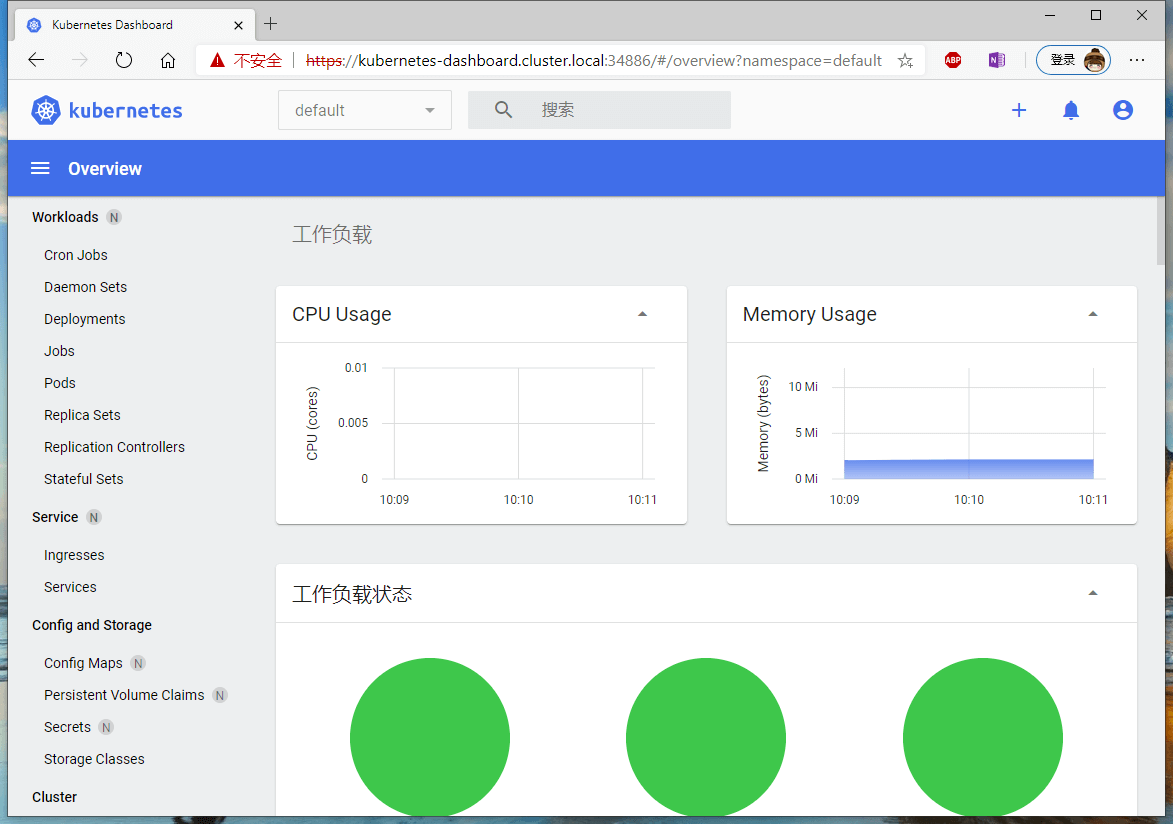 Kubernetes Dashboard
不安全 https://kubernetes-dashboard.cluster.local:34886/#/overview?namespace=default ABP N 登录
kubernetes default 搜索
Overview
Workloads N
Cron Jobs
Daemon Sets
Deployments
Jobs
Pods
Replica Sets
Replication Controllers
Stateful Sets
Service N
Ingresses
Services
Config and Storage
Config Maps N
Persistent Volume Claims N
Secrets N
Storage Classes
Cluster
工作负载
CPU Usage
CPU (cores)
0.01
0.005
0
10:09 10:10 10:11
Memory Usage
Memory (bytes)
10 Mi
5 Mi
0 Mi
10:09 10:10 10:11
工作负载状态